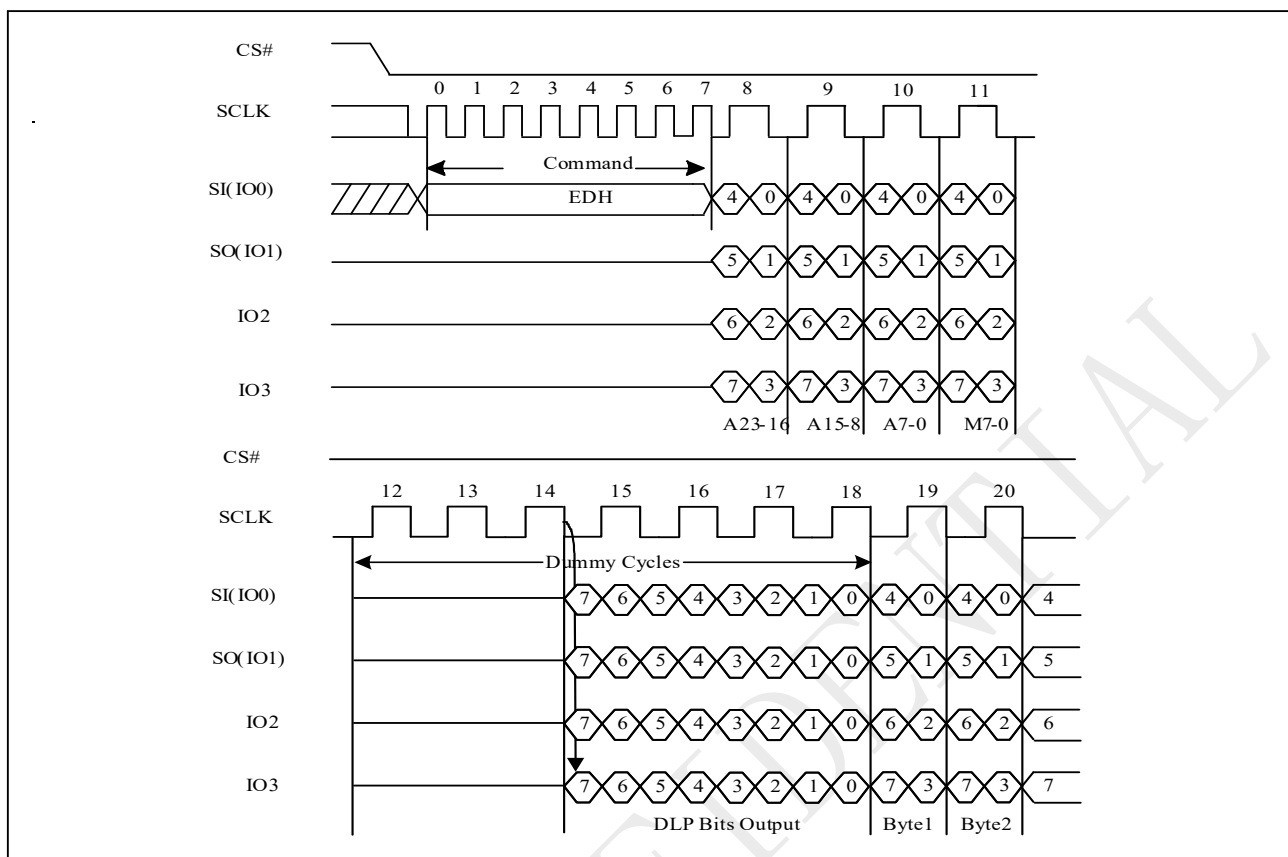 CS#
0 1 2 3 4 5 6 7 8 9 10 11
SCLK
Command
SI(IO0) EDH 4 0 4 0 4 0 4 0
SO(IO1) 5 1 5 1 5 1 5 1
IO2 6 2 6 2 6 2 6 2
IO3 7 3 7 3 7 3 7 3
A23-16 A15-8 A7-0 M7-0
CS#
12 13 14 15 16 17 18 19 20
SCLK
Dummy Cycles
SI(IO0) 7 6 5 4 3 2 1 0 4 0 4 0 4
SO(IO1) 7 6 5 4 3 2 1 0 5 1 5 1 5
IO2 7 6 5 4 3 2 1 0 6 2 6 2 6
IO3 7 6 5 4 3 2 1 0 7 3 7 3 7
DLP Bits Output Byte1 Byte2
IDENTIAL